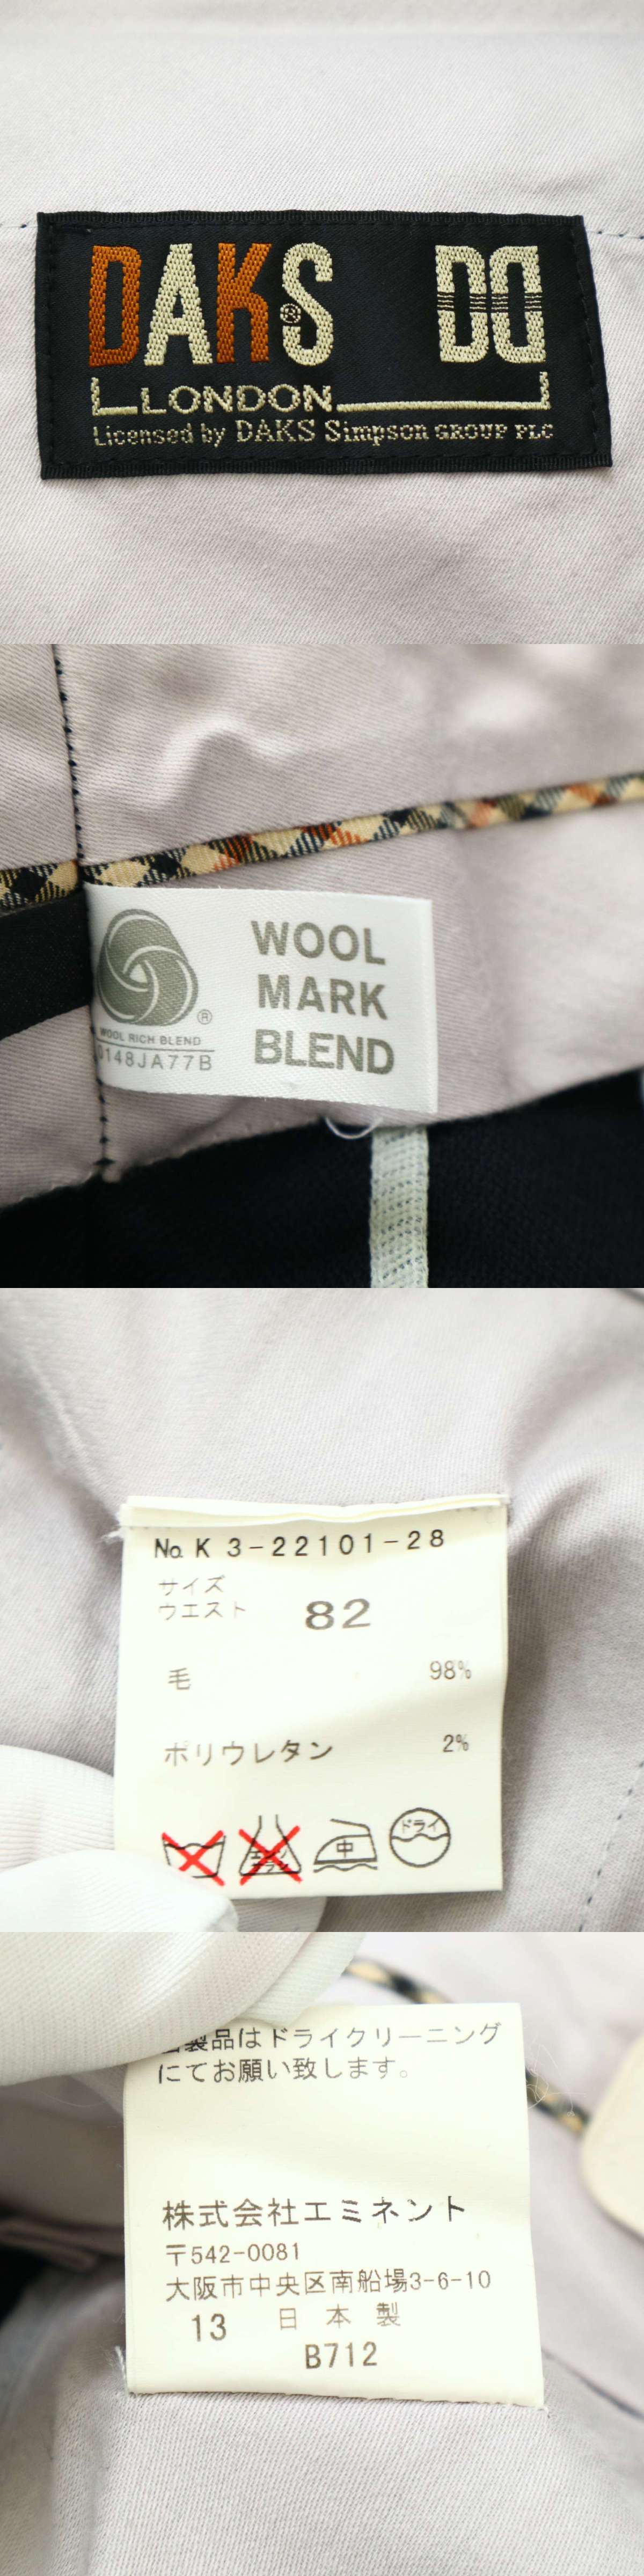 DAKS DD
®
LONDON
Licensed by DAKS Simpson GROUP PLC
WOOL
MARK
BLEND
®
WOOL RICH BLEND
0148JA77B
No. K 3-22101-28
サイズ
ウエスト 82
毛 98%
ポリウレタン 2%
中 ドライ
製品はドライクリーニング
にてお願い致します。
株式会社エミネント
〒542-0081
大阪市中央区南船場3-6-10
13 日本製
B712